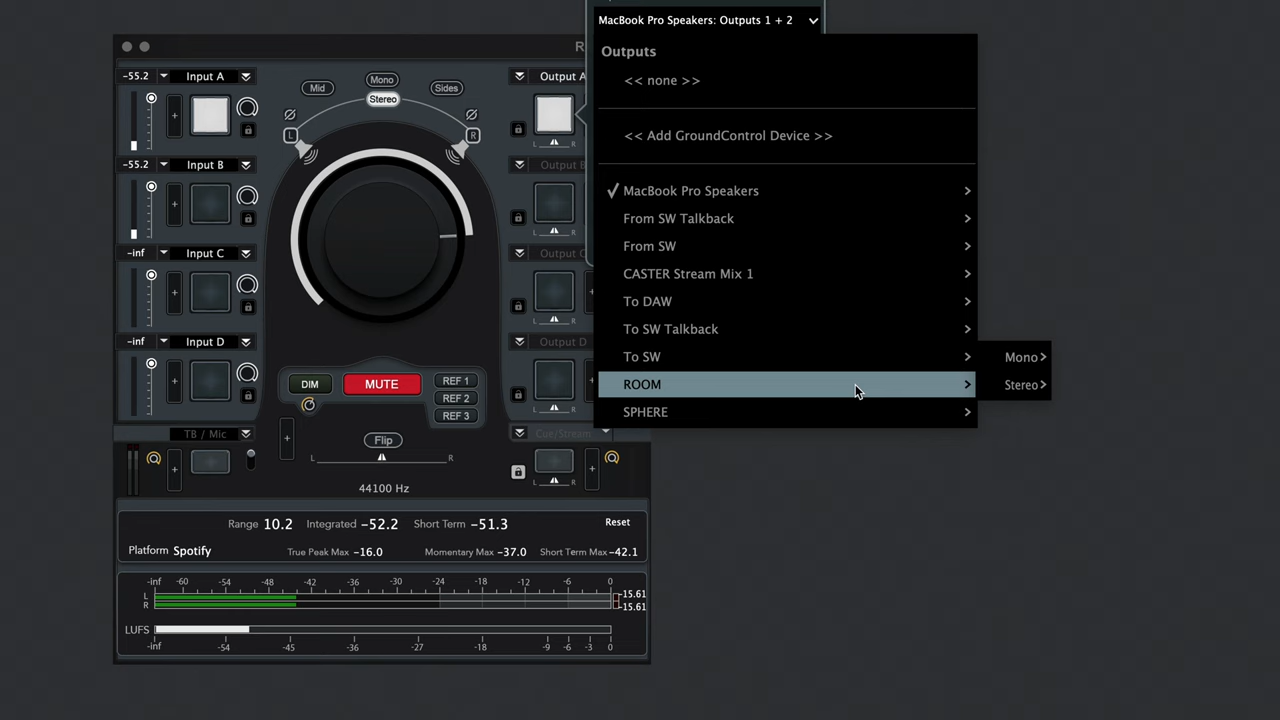 MacBook Pro Speakers: Outputs 1 + 2
Outputs
<< none >>
<< Add GroundControl Device >>
MacBook Pro Speakers
From SW Talkback
From SW
CASTER Stream Mix 1
To DAW
To SW Talkback
To SW
ROOM
SPHERE
Mono
Stereo
R
-55.2
Input A
-55.2
Input B
-inf
Input C
-inf
Input D
TB / Mic
Mid
Mono
Sides
Stereo
L
R
Output A
L R
Output B
L R
Output C
L R
Output D
L R
Cue/Stream
L R
DIM
MUTE
REF 1
REF 2
REF 3
Flip
L R
44100 Hz
Range 10.2 Integrated -52.2 Short Term -51.3 Reset
Platform Spotify True Peak Max -16.0 Momentary Max -37.0 Short Term Max -42.1
-inf -60 -54 -48 -42 -36 -30 -24 -18 -12 -6 0
L -15.61
R -15.61
LUFS
-inf -54 -45 -36 -27 -18 -9 -6 -3 0